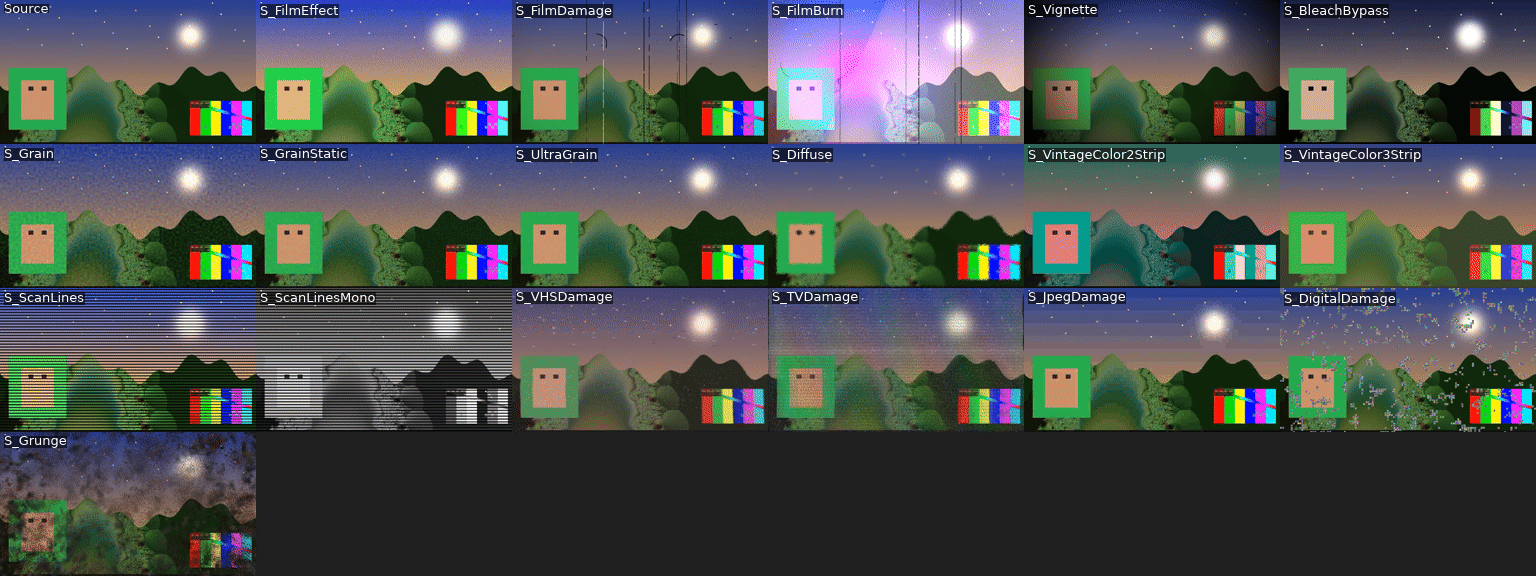 Source
S_FilmEffect
S_FilmDamage
S_FilmBurn
S_Vignette
S_BleachBypass
S_Grain
S_GrainStatic
S_UltraGrain
S_Diffuse
S_VintageColor2Strip
S_VintageColor3Strip
S_ScanLines
S_ScanLinesMono
S_VHSDamage
S_TVDamage
S_JpegDamage
S_DigitalDamage
S_Grunge